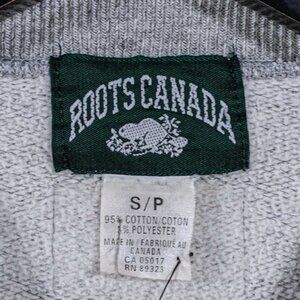 ROOTS CANADA
S/P
95% COTTON/COTON
5% POLYESTER
MADE IN / FABRIQUÉ AU
CANADA
CA 05017
RN 89323